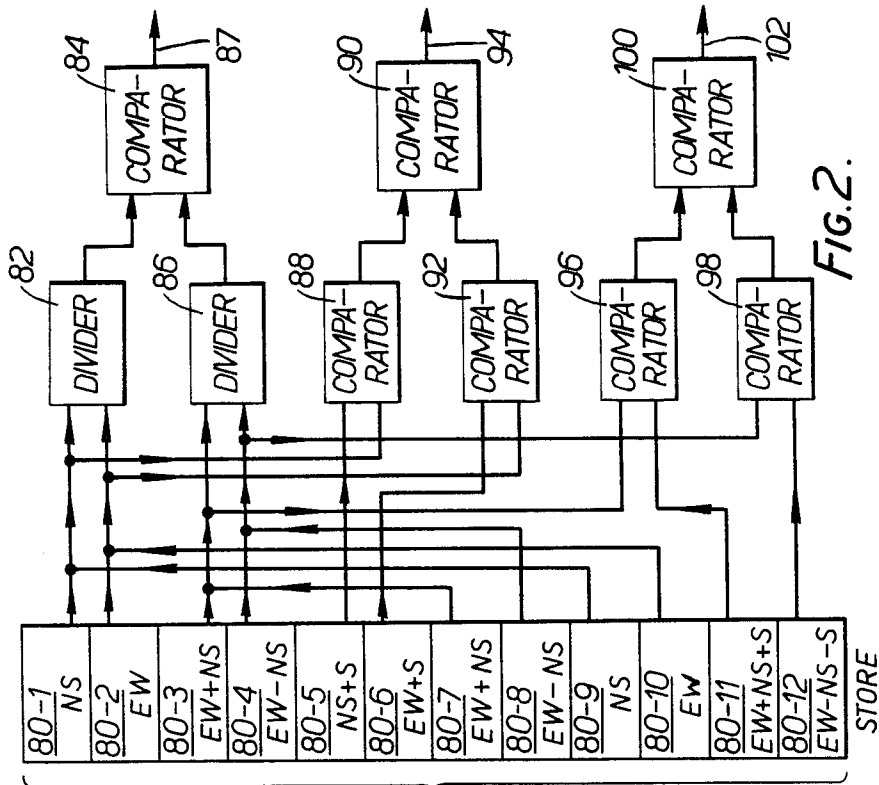 80-1
NS
80-2
EW
80-3
EW+NS
80-4
EW-NS
80-5
NS+S
80-6
EW+S
80-7
EW+NS
80-8
EW-NS
80-9
NS
80-10
EW
80-11
EW+NS+S
80-12
EW-NS-S
STORE
82
DIVIDER
86
DIVIDER
88
COMPA-
RATOR
92
COMPA-
RATOR
96
COMPA-
RATOR
98
COMPA-
RATOR
84
COMPA-
RATOR
87
90
COMPA-
RATOR
94
100
COMPA-
RATOR
102
FIG.2.